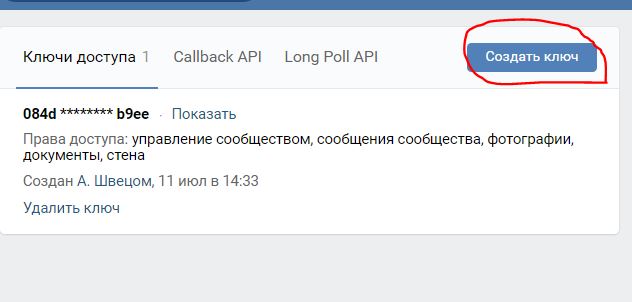 Ключи доступа 1 Callback API Long Poll API Создать ключ
084d ******** b9ee · Показать
Права доступа: управление сообществом, сообщения сообщества, фотографии,
документы, стена
Создан А. Швецом, 11 июл в 14:33
Удалить ключ